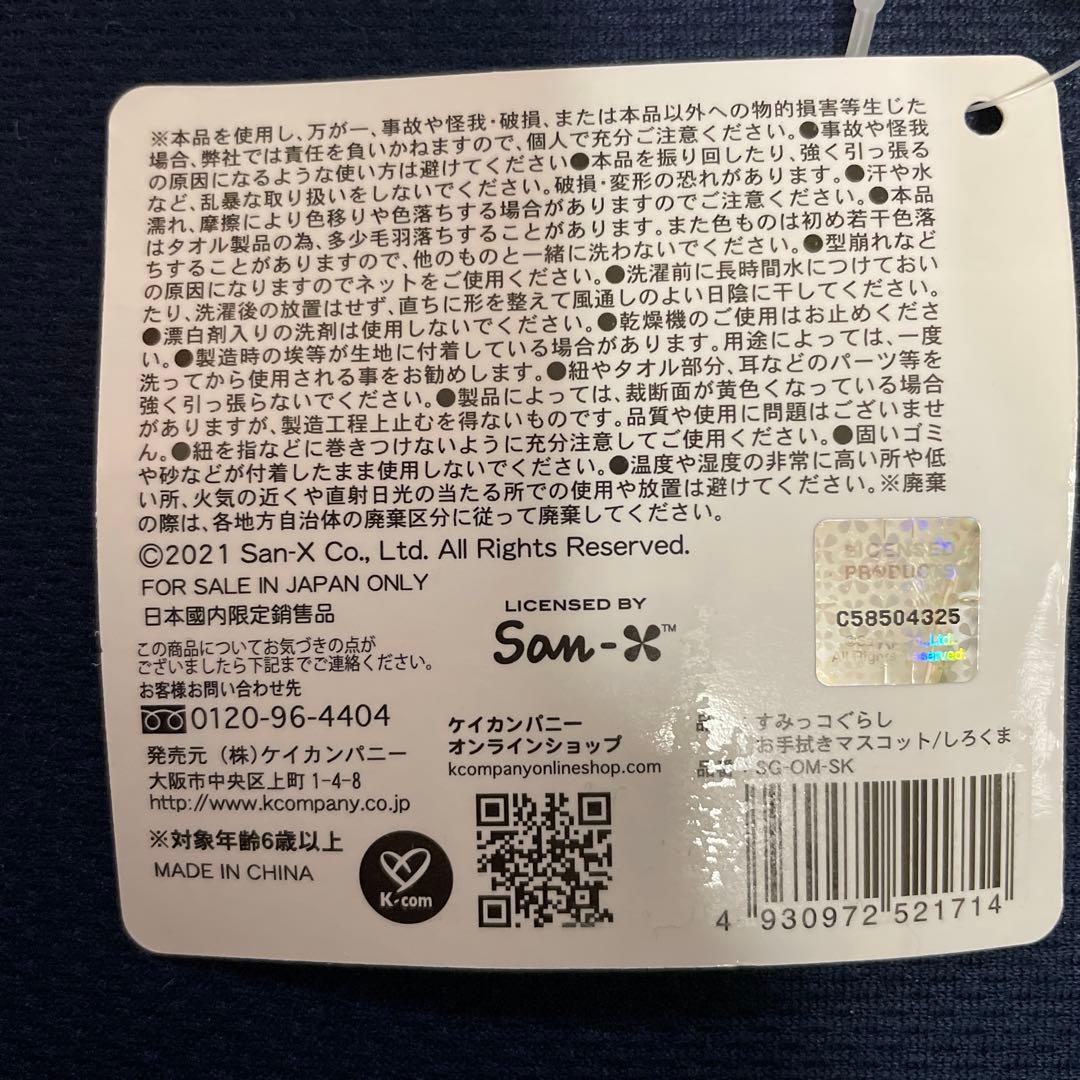 ※本品を使用し、万が一、事故や怪我・破損、または本品以外への物的損害等生じた
場合、弊社では責任を負いかねますので、個人で充分ご注意ください。●事故や怪我
の原因になるような使い方は避けてください●本品を振り回したり、強く引っ張る
など、乱暴な取り扱いをしないでください。破損・変形の恐れがあります。●汗や水
濡れ、摩擦により色移りや色落ちする場合がありますのでご注意ください。●本品
はタオル製品の為、多少毛羽落ちすることがあります。また色ものは初め若干色落
ちすることがありますので、他のものと一緒に洗わないでください。●型崩れなど
の原因になりますのでネットをご使用ください。●洗濯前に長時間水につけておい
たり、洗濯後の放置はせず、直ちに形を整えて風通しのよい日陰に干してください。
●漂白剤入りの洗剤は使用しないでください。●乾燥機のご使用はお止めくださ
い。●製造時の埃等が生地に付着している場合があります。用途によっては、一度
洗ってから使用される事をお勧めします。●紐やタオル部分、耳などのパーツ等を
強く引っ張らないでください。●製品によっては、裁断面が黄色くなっている場合
がありますが、製造工程上止むを得ないものです。品質や使用に問題はございませ
ん。●紐を指などに巻きつけないように充分注意してご使用ください。●固いゴミ
や砂などが付着したまま使用しないでください。●温度や湿度の非常に高い所や低
い所、火気の近くや直射日光の当たる所での使用や放置は避けてください。※廃棄
の際は、各地方自治体の廃棄区分に従って廃棄してください。
©2021 San-X Co., Ltd. All Rights Reserved.
FOR SALE IN JAPAN ONLY
日本國内限定銷售品
この商品についてお気づきの点が
ございましたら下記までご連絡ください。
お客様お問い合わせ先
0120-96-4404
発売元 (株)ケイカンパニー
大阪市中央区上町 1-4-8
http://www.kcompany.co.jp
※対象年齢6歳以上
MADE IN CHINA
K-com
LICENSED BY
San-X™
ケイカンパニー
オンラインショップ
kcompanyonlineshop.com
LICENSED
PRODUCTS
C58504325
Ltd.
All Rights Reserved.
品 : すみっコぐらし
お手拭きマスコット/しろくま
品番 : SG-OM-SK
4 930972 521714